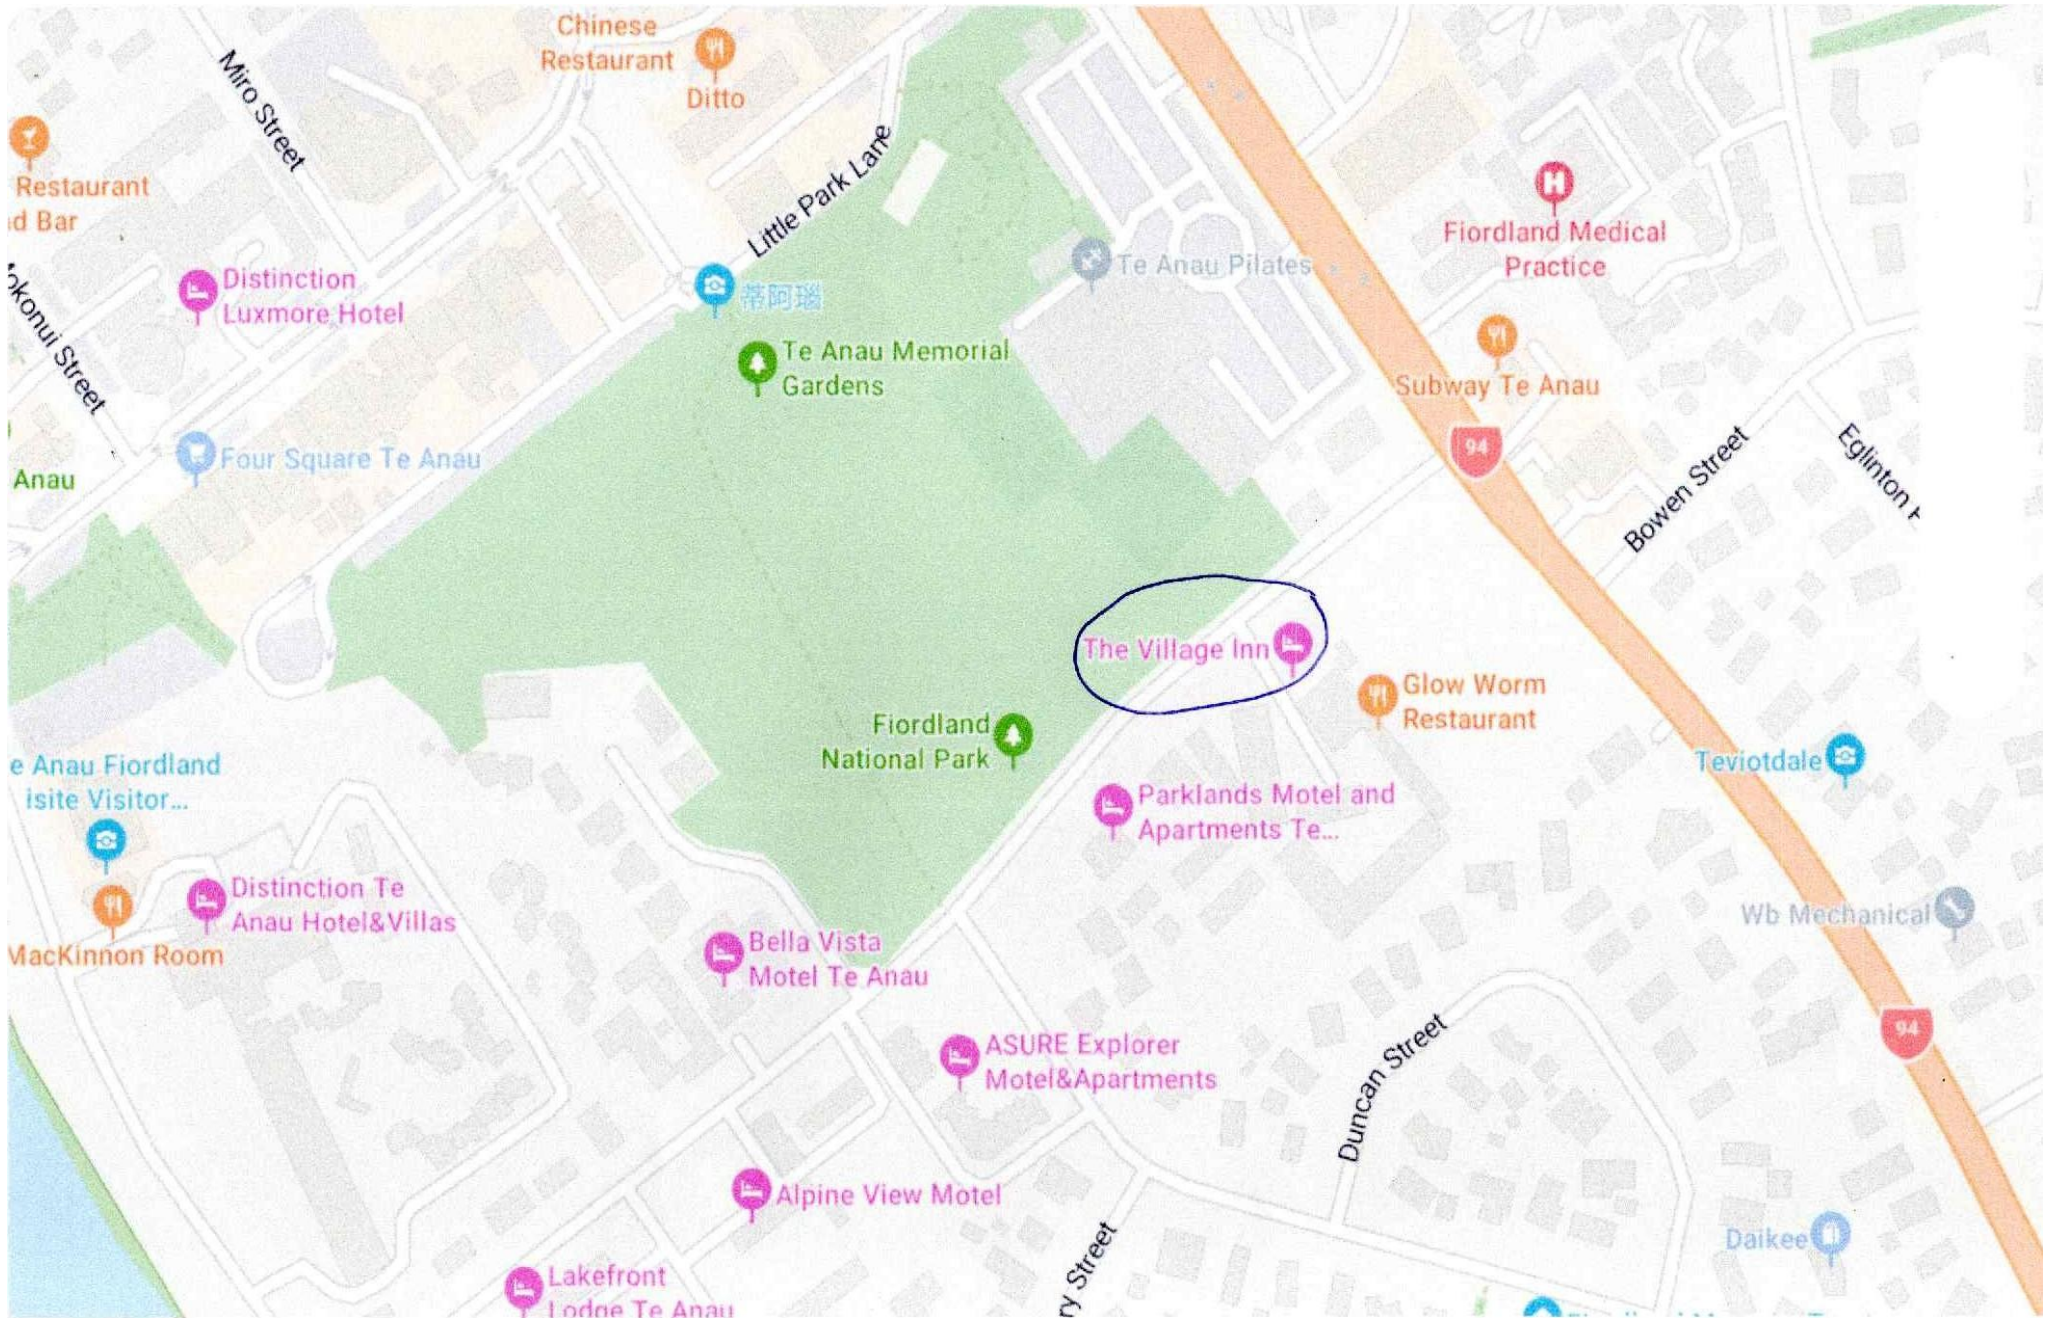 Chinese
Restaurant
Ditto
Miro Street
Restaurant
Bar
Little Park Lane
Fiordland Medical
Practice
Distinction
Luxmore Hotel
蒂阿瑙
Te Anau Pilates
Street
Te Anau Memorial
Gardens
Subway Te Anau
94
Four Square Te Anau
Anau
Bowen Street
Eglinton
The Village Inn
Glow Worm
Restaurant
Fiordland
National Park
Teviotdale
e Anau Fiordland
isite Visitor...
Parklands Motel and
Apartments Te...
Distinction Te
Anau Hotel&Villas
MacKinnon Room
Wb Mechanical
Bella Vista
Motel Te Anau
94
ASURE Explorer
Motel&Apartments
Duncan Street
Alpine View Motel
ry Street
Daikee
Lakefront
Lodge Te Anau